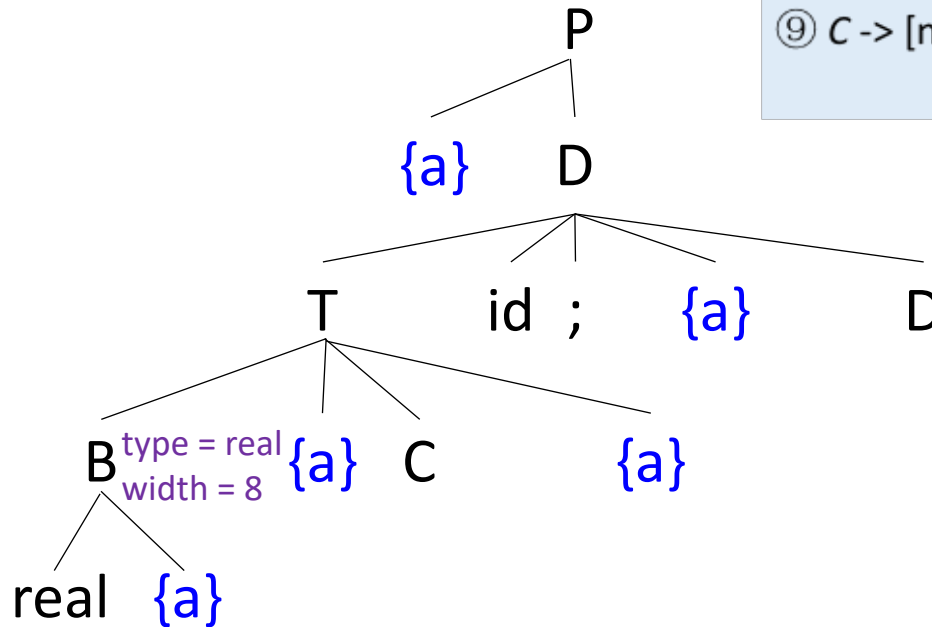 P
⑨ C -> [n
{a} D
T id ; {a} D
B type = real
width = 8
{a} C {a}
real {a}